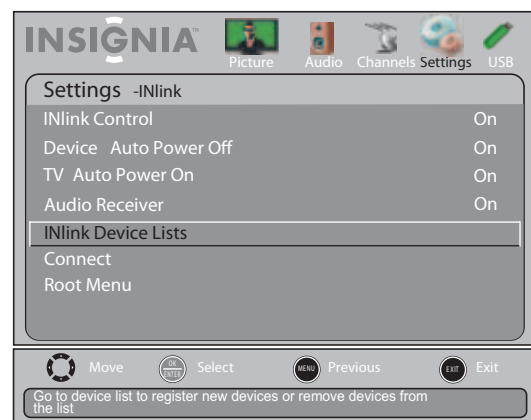 INSIGNIA™
Picture Audio Channels Settings USB
Settings -INlink
INlink Control On
Device Auto Power Off On
TV Auto Power On On
Audio Receiver On
INlink Device Lists
Connect
Root Menu
Move OK ENTER Select MENU Previous EXIT Exit
Go to device list to register new devices or remove devices from
the list